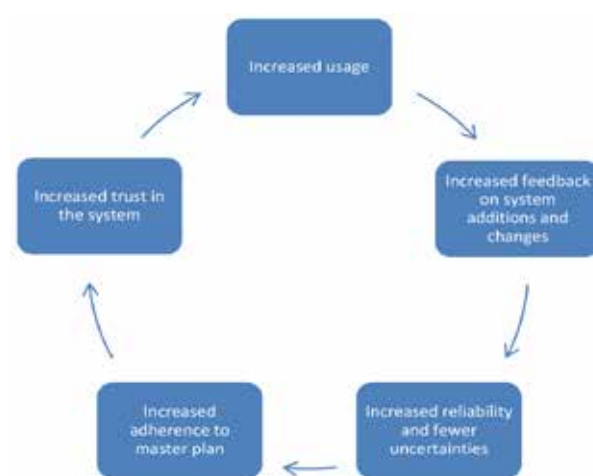 Increased usage
Increased feedback
on system
additions and
changes
Increased reliability
and fewer
uncertainties
Increased
adherence to
master plan
Increased trust in
the system